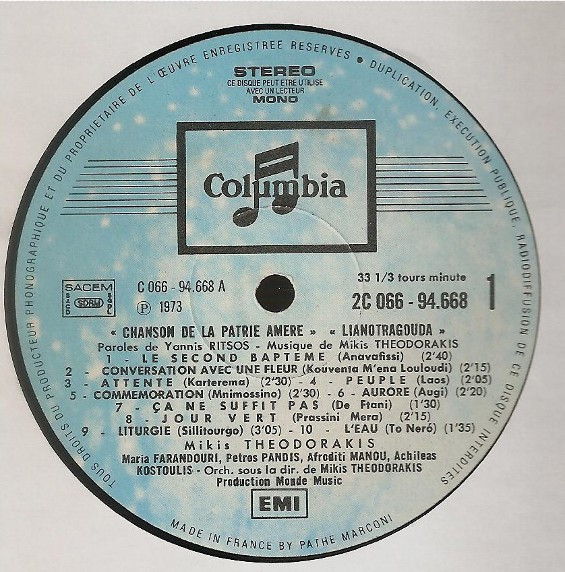 TOUS DROITS DU PRODUCTEUR PHONOGRAPHIQUE ET DU PROPRIETAIRE DE L'ŒUVRE ENREGISTREE RESERVES • DUPLICATION, EXECUTION PUBLIQUE, RADIODIFFUSION DE CE DISQUE INTERDITES
STEREO
CE DISQUE PEUT ETRE UTILISE
AVEC UN LECTEUR
MONO
Columbia
SACEM
SACD SDRM SGDL
C 066 - 94.668 A
33 1/3 tours minute
Ⓟ 1973
2C 066 - 94.668
1
« CHANSON DE LA PATRIE AMERE » « LIANOTRAGOUDA »
Paroles de Yannis RITSOS - Musique de Mikis THEODORAKIS
1 - LE SECOND BAPTEME (Anavafissi) (2'40)
2 - CONVERSATION AVEC UNE FLEUR (Kouventa M'ena Louloudi) (2'15)
3 - ATTENTE (Karterema) (2'30) - 4 - PEUPLE (Laos) (2'05)
5 - COMMEMORATION (Mnimossino) (2'30) - 6 - AURORE (Augi) (2'20)
7 - ÇA NE SUFFIT PAS (De Ftani) (1'30)
8 - JOUR VERT (Prassini Mera) (2'15)
9 - LITURGIE (Sillitourgo) (3'05) - 10 - L'EAU (To Neró) (1'35)
Mikis THEODORAKIS
Maria FARANDOURI, Petros PANDIS, Afroditi MANOU, Achileas
KOSTOULIS - Orch. sous la dir. de Mikis THEODORAKIS
Production Monde Music
EMI
MADE IN FRANCE BY PATHE MARCONI